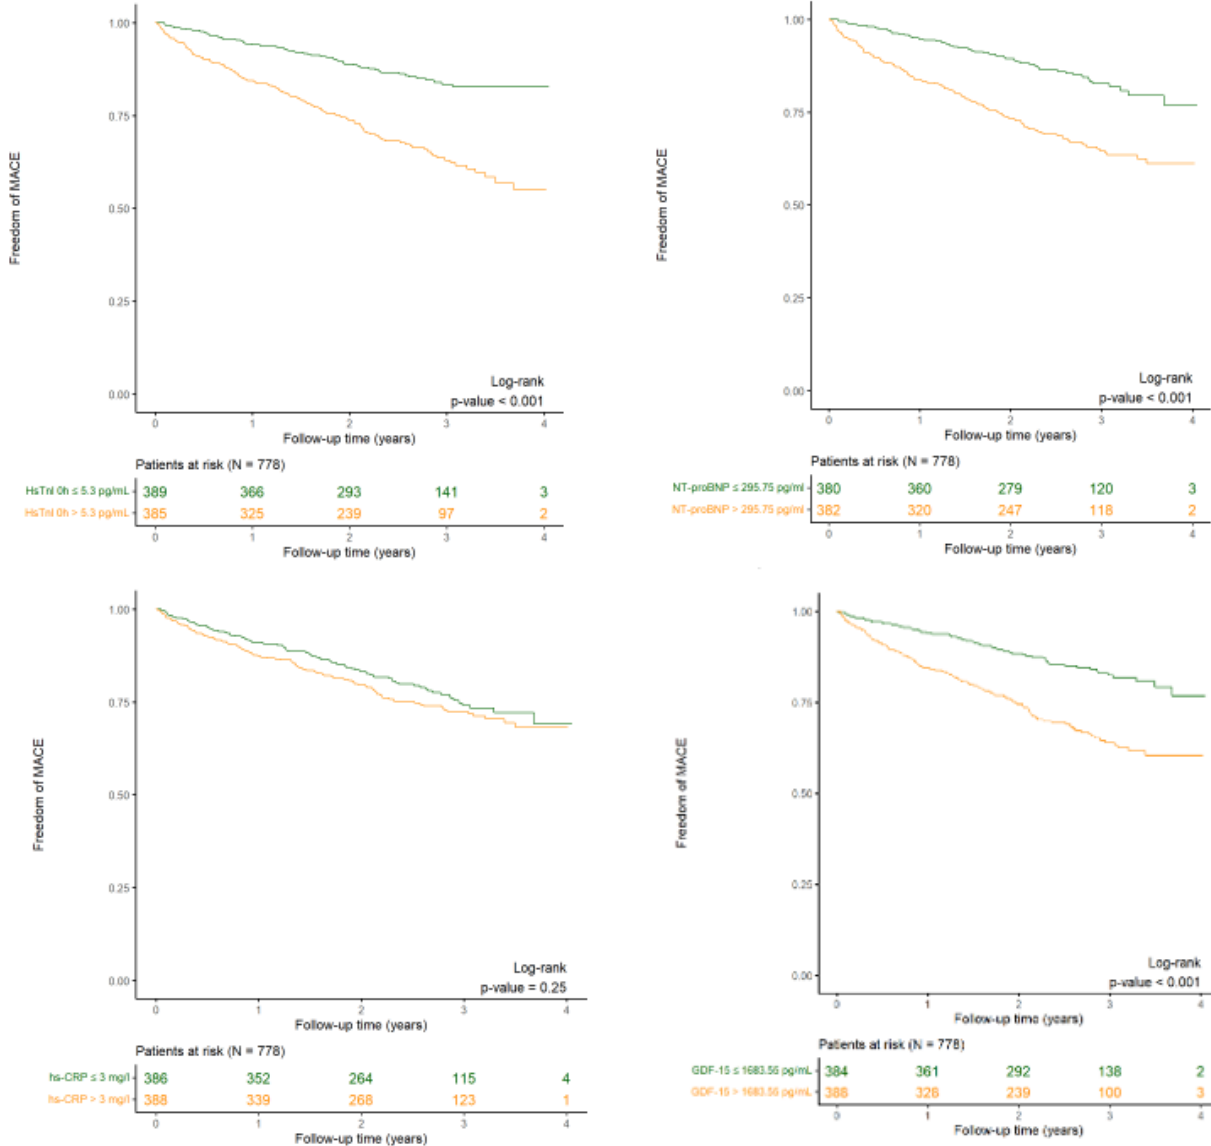 1.00
0.75
0.50
0.25
0.00
Freedom of MACE
Log-rank
p-value < 0.001
0 1 2 3 4
Follow-up time (years)
Patients at risk (N = 778)
HsTnI 0h ≤ 5.3 pg/mL 389 366 293 141 3
HsTnI 0h > 5.3 pg/mL 385 325 239 97 2
0 1 2 3 4
Follow-up time (years)
1.00
0.75
0.50
0.25
0.00
Freedom of MACE
Log-rank
p-value < 0.001
0 1 2 3 4
Follow-up time (years)
Patients at risk (N = 778)
NT-proBNP ≤ 295.75 pg/ml 380 360 279 120 3
NT-proBNP > 295.75 pg/ml 382 320 247 118 2
0 1 2 3 4
Follow-up time (years)
1.00
0.75
0.50
0.25
0.00
Freedom of MACE
Log-rank
p-value = 0.25
0 1 2 3 4
Follow-up time (years)
Patients at risk (N = 778)
hs-CRP ≤ 3 mg/l 386 352 264 115 4
hs-CRP > 3 mg/l 388 339 268 123 1
0 1 2 3 4
Follow-up time (years)
1.00
0.75
0.50
0.25
0.00
Freedom of MACE
Log-rank
p-value < 0.001
0 1 2 3 4
Follow-up time (years)
Patients at risk (N = 778)
GDF-15 ≤ 1683.56 pg/mL 384 361 292 138 2
GDF-15 > 1683.56 pg/mL 388 326 239 100 3
0 1 2 3 4
Follow-up time (years)